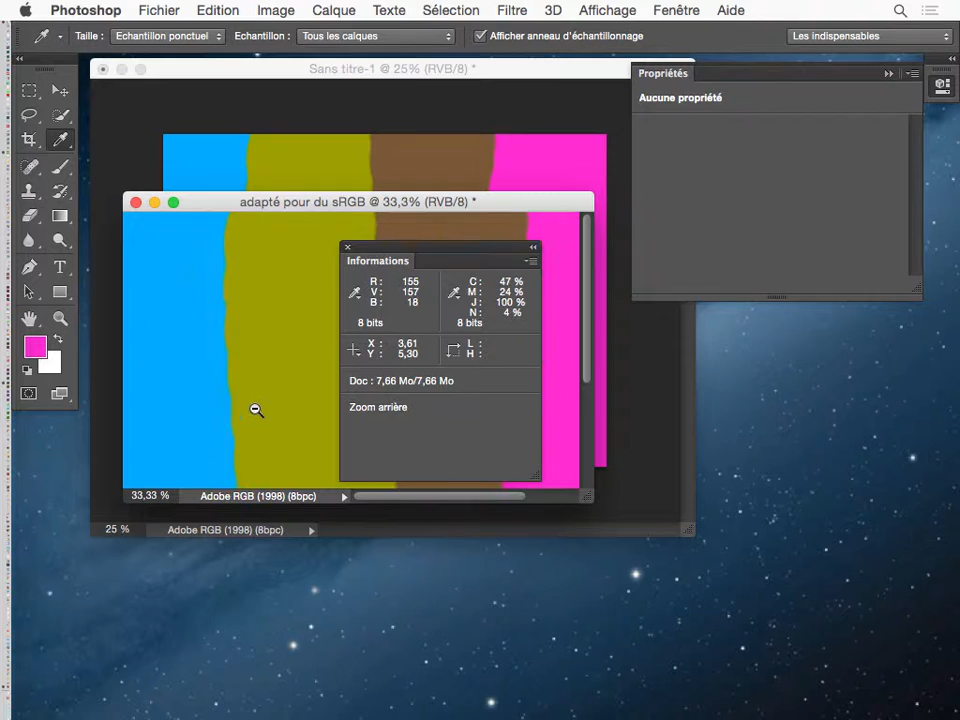 Photoshop Fichier Edition Image Calque Texte Sélection Filtre 3D Affichage Fenêtre Aide
Taille : Echantillon ponctuel Echantillon : Tous les calques Afficher anneau d'échantillonnage Les indispensables
Sans titre-1 @ 25% (RVB/8) *
Propriétés
Aucune propriété
adapté pour du sRGB @ 33,3% (RVB/8) *
Informations
R : 155 C : 47 %
V : 157 M : 24 %
B : 18 J : 100 %
N : 4 %
8 bits 8 bits
X : 3,61 L :
Y : 5,30 H :
Doc : 7,66 Mo/7,66 Mo
Zoom arrière
33,33 % Adobe RGB (1998) (8bpc)
25 % Adobe RGB (1998) (8bpc)